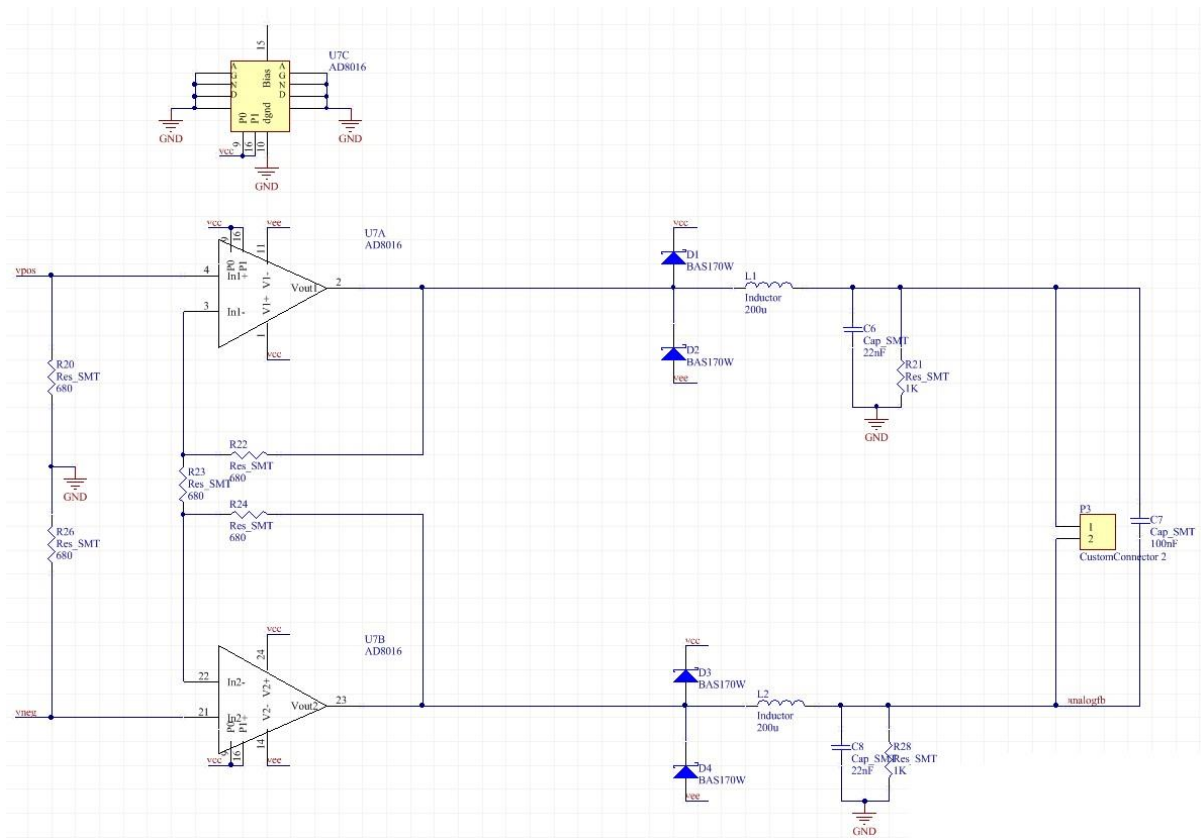 15
U7C
AD8016
A
G
N
D
Bias
A
G
N
D
P0
P1
dgnd
GND
GND
9
16
10
vcc
GND
vcc
vee
U7A
AD8016
9
16
11
vpos
4
In1+
P0
P1
V1-
Vout1
2
3
In1-
V1+
1
vcc
vcc
D1
BAS170W
L1
Inductor
200u
D2
BAS170W
vee
C6
Cap_SMT
22nF
R21
Res_SMT
1K
GND
R20
Res_SMT
680
R22
Res_SMT
680
R23
Res_SMT
680
GND
R24
Res_SMT
680
R26
Res_SMT
680
P3
1
2
CustomConnector 2
C7
Cap_SMT
100nF
vcc
U7B
AD8016
24
22
In2-
V2+
Vout2
23
vneg
21
In2+
P0
P1
V2-
9
16
14
vcc
vee
vcc
D3
BAS170W
L2
Inductor
200u
analogfb
D4
BAS170W
vee
C8
Cap_SMT
22nF
R28
Res_SMT
1K
GND